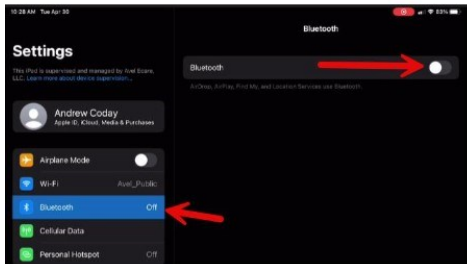 10:28 AM Tue Apr 30
83%
Bluetooth
Settings
This iPad is supervised and managed by Avel Ecare,
LLC. Learn more about device supervision...
Bluetooth
AirDrop, AirPlay, Find My, and Location Services use Bluetooth.
Andrew Coday
Apple ID, iCloud, Media & Purchases
Airplane Mode
Wi-Fi Avel_Public
Bluetooth Off
Cellular Data
Personal Hotspot Off